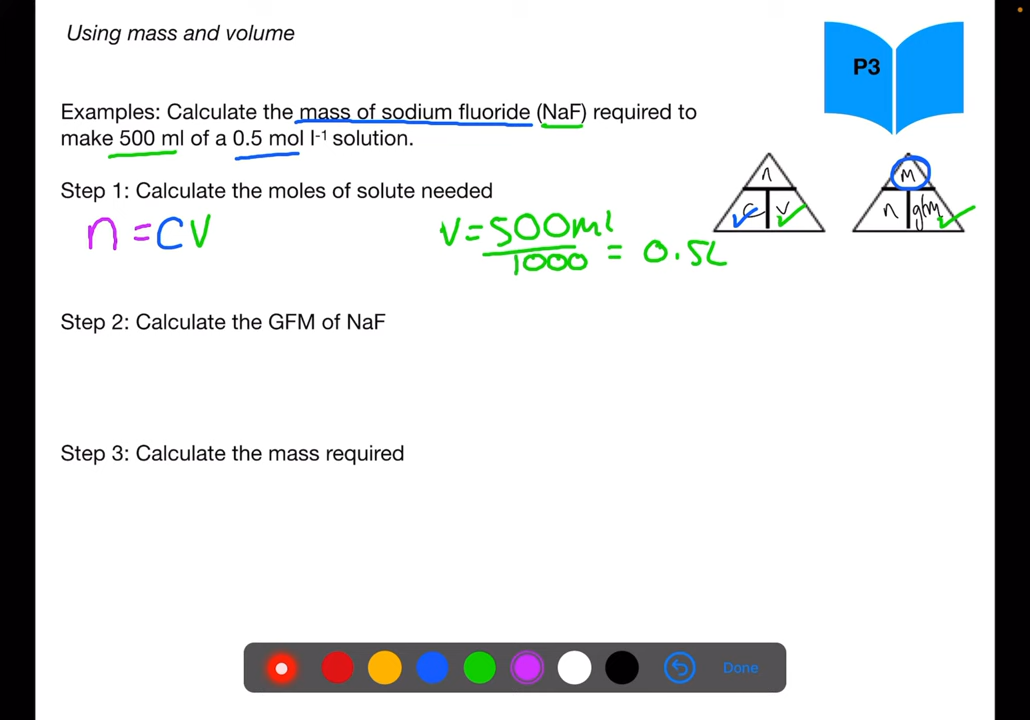 Using mass and volume
P3
Examples: Calculate the mass of sodium fluoride (NaF) required to
make 500 ml of a 0.5 mol l⁻¹ solution.
Step 1: Calculate the moles of solute needed
n = CV
V = 500ml
1000 = 0.5L
n
C V
m
n gfm
Step 2: Calculate the GFM of NaF
Step 3: Calculate the mass required
Done